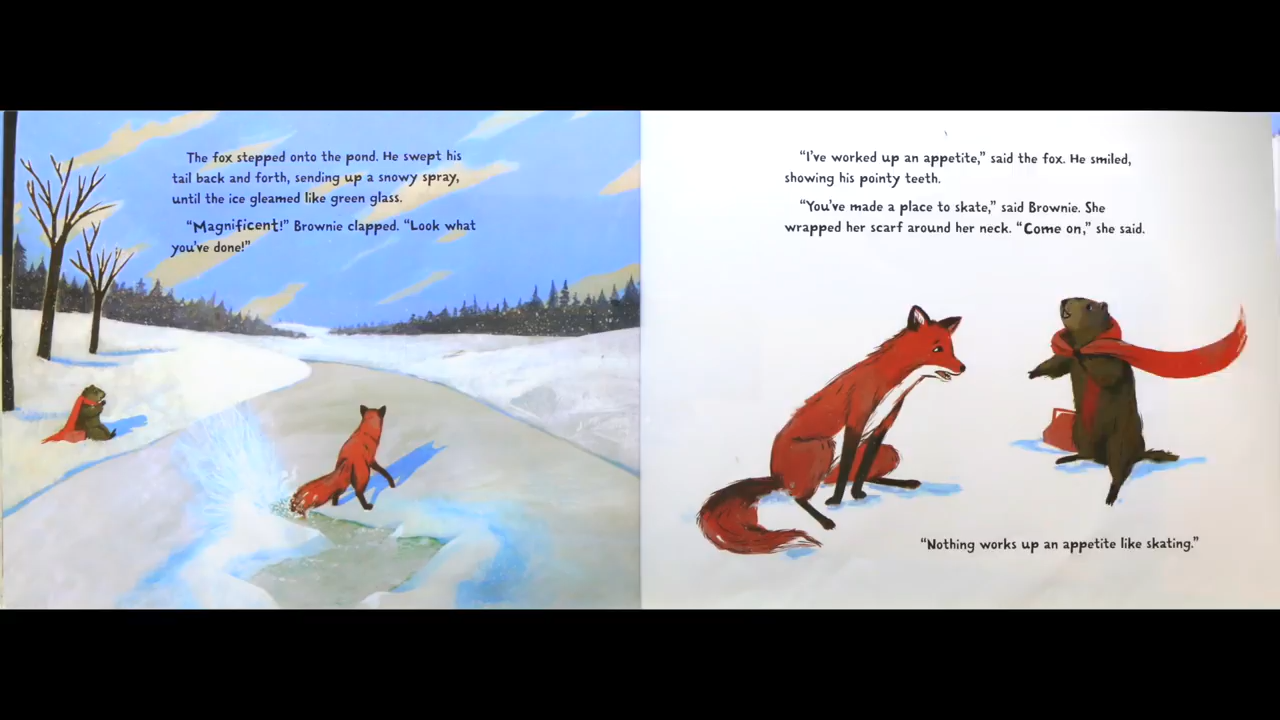 The fox stepped onto the pond. He swept his
tail back and forth, sending up a snowy spray,
until the ice gleamed like green glass.
“Magnificent!” Brownie clapped. “Look what
you’ve done!”
“I’ve worked up an appetite,” said the fox. He smiled,
showing his pointy teeth.
“You’ve made a place to skate,” said Brownie. She
wrapped her scarf around her neck. “Come on,” she said.
“Nothing works up an appetite like skating.”